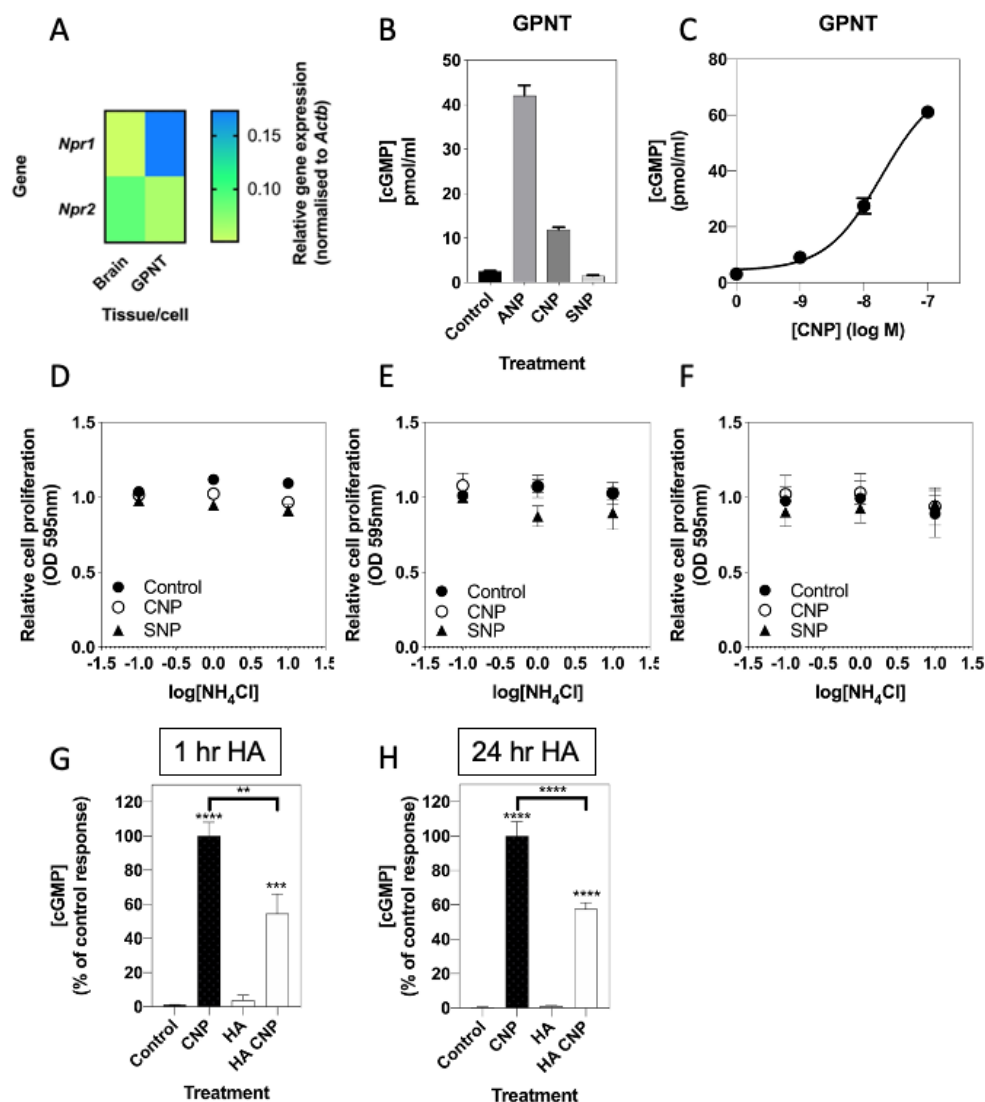 A
Gene
Npr1
Npr2
Brain
GPNT
Tissue/cell
0.15
0.10
Relative gene expression
(normalised to Actb)
B
GPNT
[cGMP]
pmol/ml
50
40
30
20
10
0
Control
ANP
CNP
SNP
Treatment
C
GPNT
[cGMP]
(pmol/ml)
80
60
40
20
0
0
-9
-8
-7
[CNP] (log M)
D
Relative cell proliferation
(OD 595nm)
1.5
1.0
0.5
0.0
Control
CNP
SNP
-1.5 -1.0 -0.5 0.0 0.5 1.0 1.5
log[NH₄Cl]
E
Relative cell proliferation
(OD 595nm)
1.5
1.0
0.5
0.0
Control
CNP
SNP
-1.5 -1.0 -0.5 0.0 0.5 1.0 1.5
log[NH₄Cl]
F
Relative cell proliferation
(OD 595nm)
1.5
1.0
0.5
0.0
Control
CNP
SNP
-1.5 -1.0 -0.5 0.0 0.5 1.0 1.5
log[NH₄Cl]
G
1 hr HA
[cGMP]
(% of control response)
120
100
80
60
40
20
0
**
****
***
Control
CNP
HA
HA CNP
Treatment
H
24 hr HA
[cGMP]
(% of control response)
120
100
80
60
40
20
0
****
****
****
Control
CNP
HA
HA CNP
Treatment